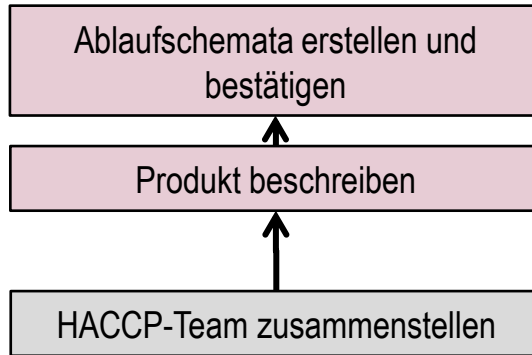 Ablaufschemata erstellen und
bestätigen
Produkt beschreiben
HACCP-Team zusammenstellen